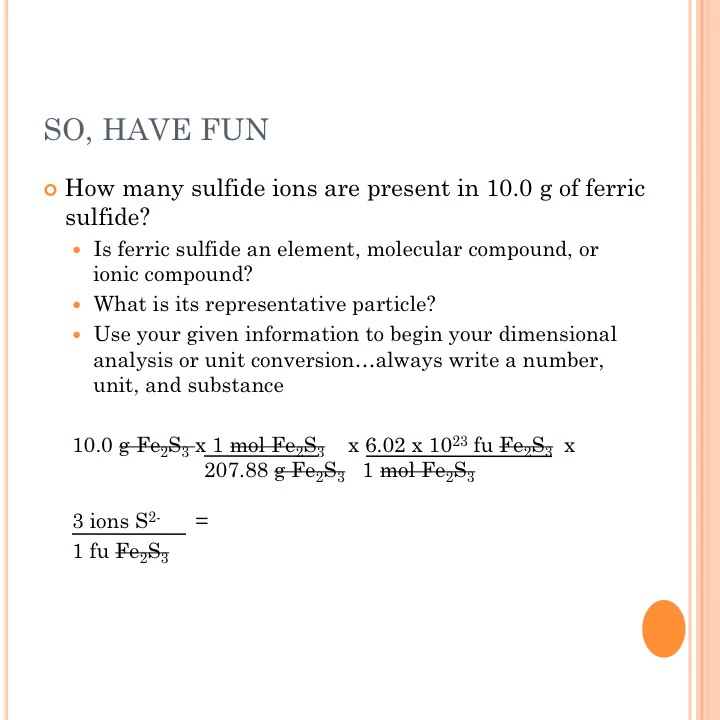 SO, HAVE FUN
How many sulfide ions are present in 10.0 g of ferric
sulfide?
Is ferric sulfide an element, molecular compound, or
ionic compound?
What is its representative particle?
Use your given information to begin your dimensional
analysis or unit conversion…always write a number,
unit, and substance
10.0 g Fe₂S₃ x 1 mol Fe₂S₃ x 6.02 x 10²³ fu Fe₂S₃ x
207.88 g Fe₂S₃ 1 mol Fe₂S₃
3 ions S²⁻ =
1 fu Fe₂S₃